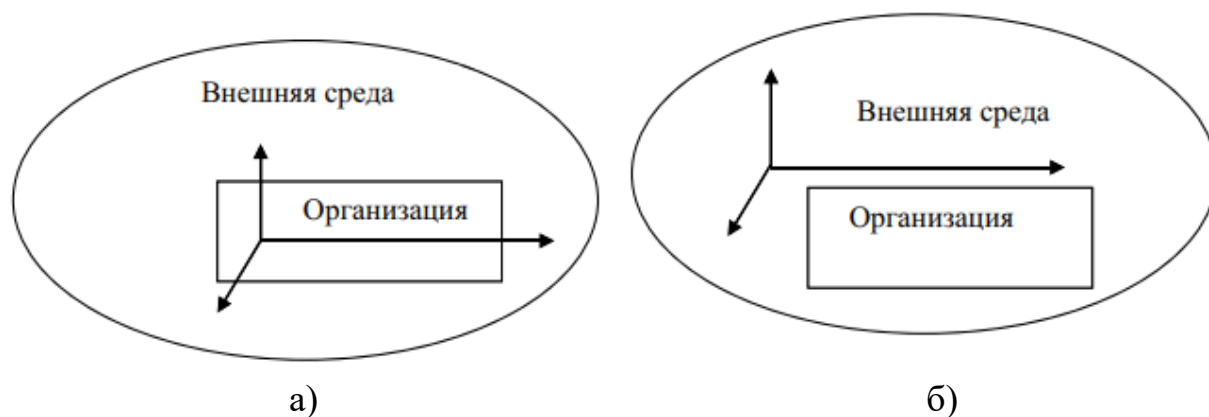 Внешняя среда
Организация
а)
Внешняя среда
Организация
б)